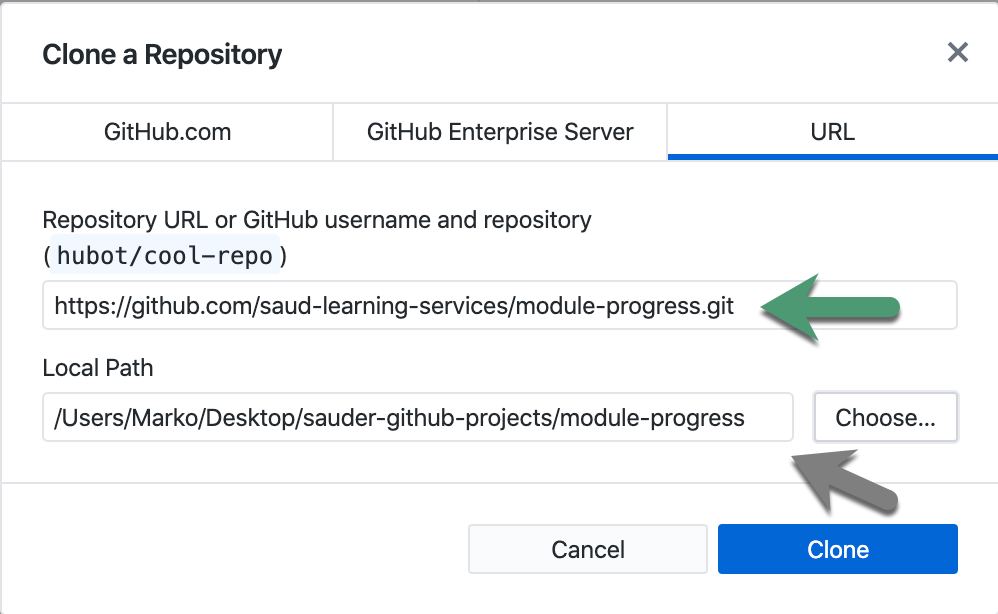 Clone a Repository
GitHub.com
GitHub Enterprise Server
URL
Repository URL or GitHub username and repository
(hubot/cool-repo)
https://github.com/saud-learning-services/module-progress.git
Local Path
/Users/Marko/Desktop/sauder-github-projects/module-progress
Choose...
Cancel
Clone